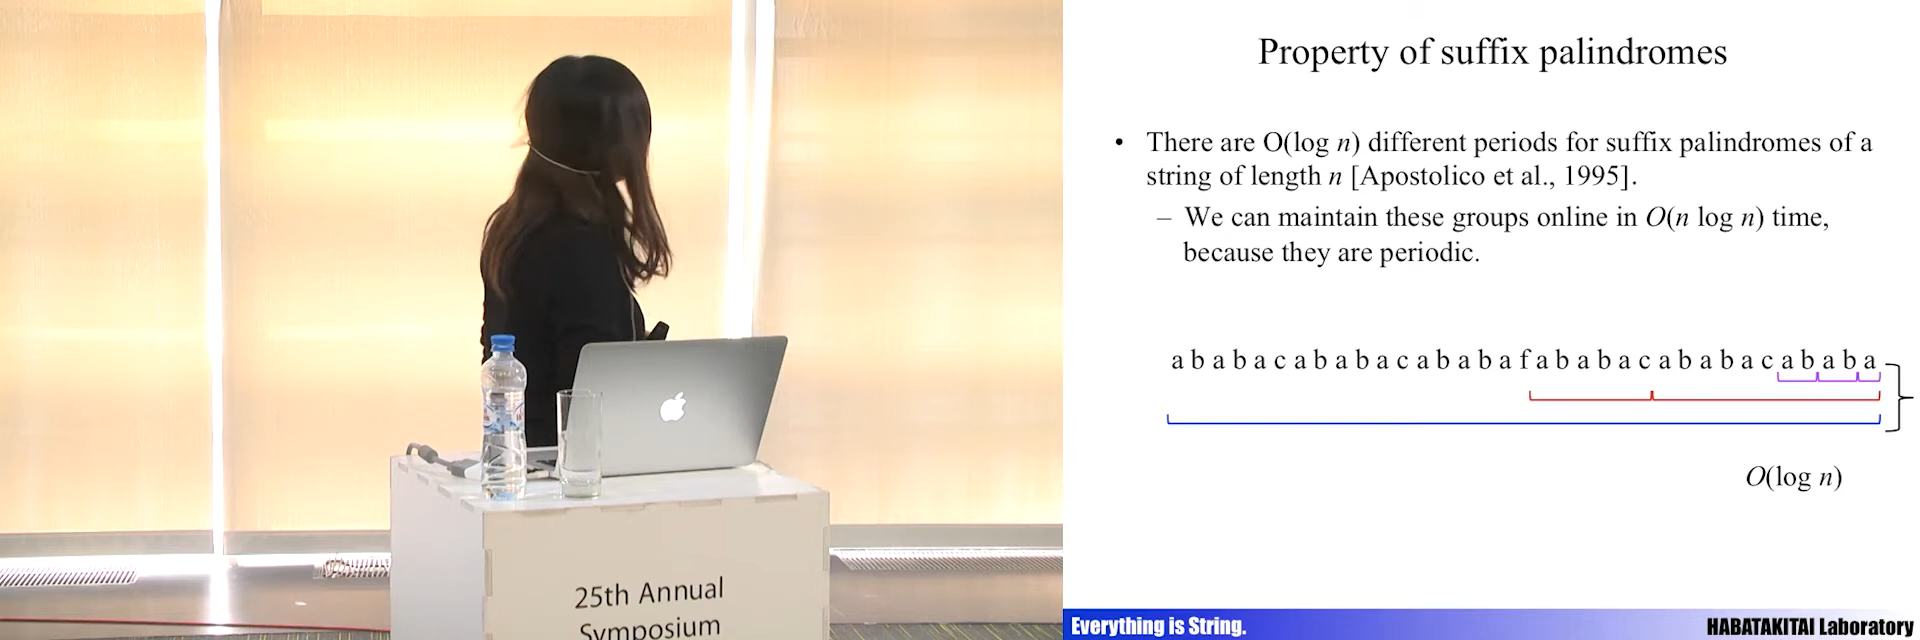 Property of suffix palindromes
• There are O(log n) different periods for suffix palindromes of a
string of length n [Apostolico et al., 1995].
– We can maintain these groups online in O(n log n) time,
because they are periodic.
a b a b a c a b a b a c a b a b a f a b a b a c a b a b a c a b a b a
O(log n)
Everything is String.
HABATAKITAI Laboratory
25th Annual
Symposium